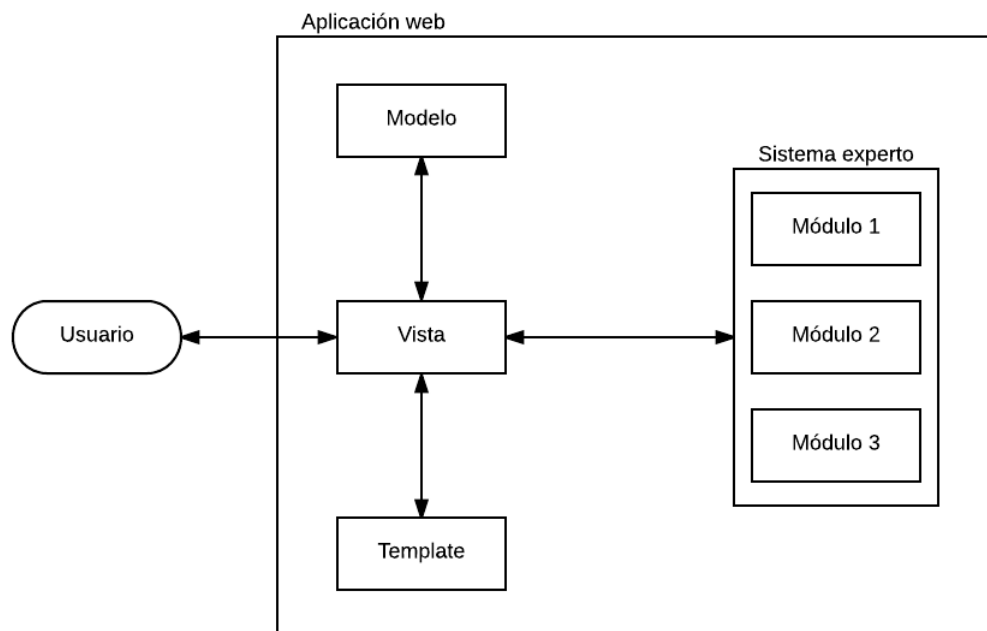 Aplicación web
Modelo
Sistema experto
Módulo 1
Usuario
Vista
Módulo 2
Módulo 3
Template